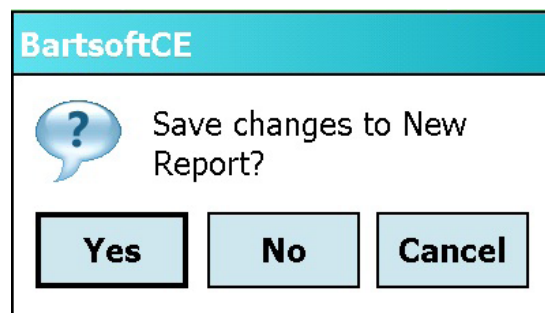 BartsoftCE
?
Save changes to New
Report?
Yes No Cancel